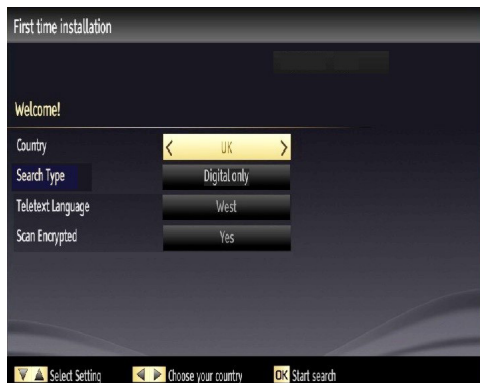 First time installation
Welcome!
Country < UK >
Search Type Digital only
Teletext Language West
Scan Encrypted Yes
Select Setting Choose your country OK Start search